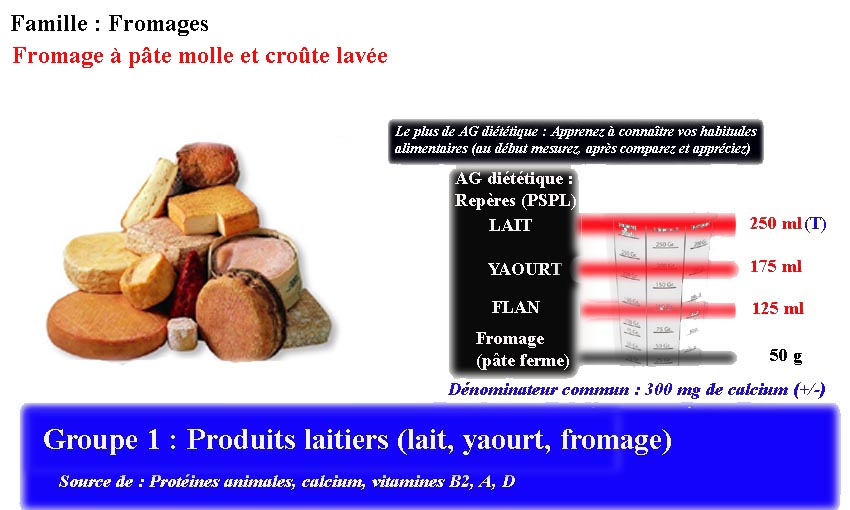 Famille : Fromages
Fromage à pâte molle et croûte lavée
Le plus de AG diététique : Apprenez à connaître vos habitudes
alimentaires (au début mesurez, après comparez et appréciez)
AG diététique :
Repères (PSPL)
LAIT
250 ml (T)
YAOURT
175 ml
FLAN
125 ml
Fromage
(pâte ferme)
50 g
Dénominateur commun : 300 mg de calcium (+/-)
Groupe 1 : Produits laitiers (lait, yaourt, fromage)
Source de : Protéines animales, calcium, vitamines B2, A, D